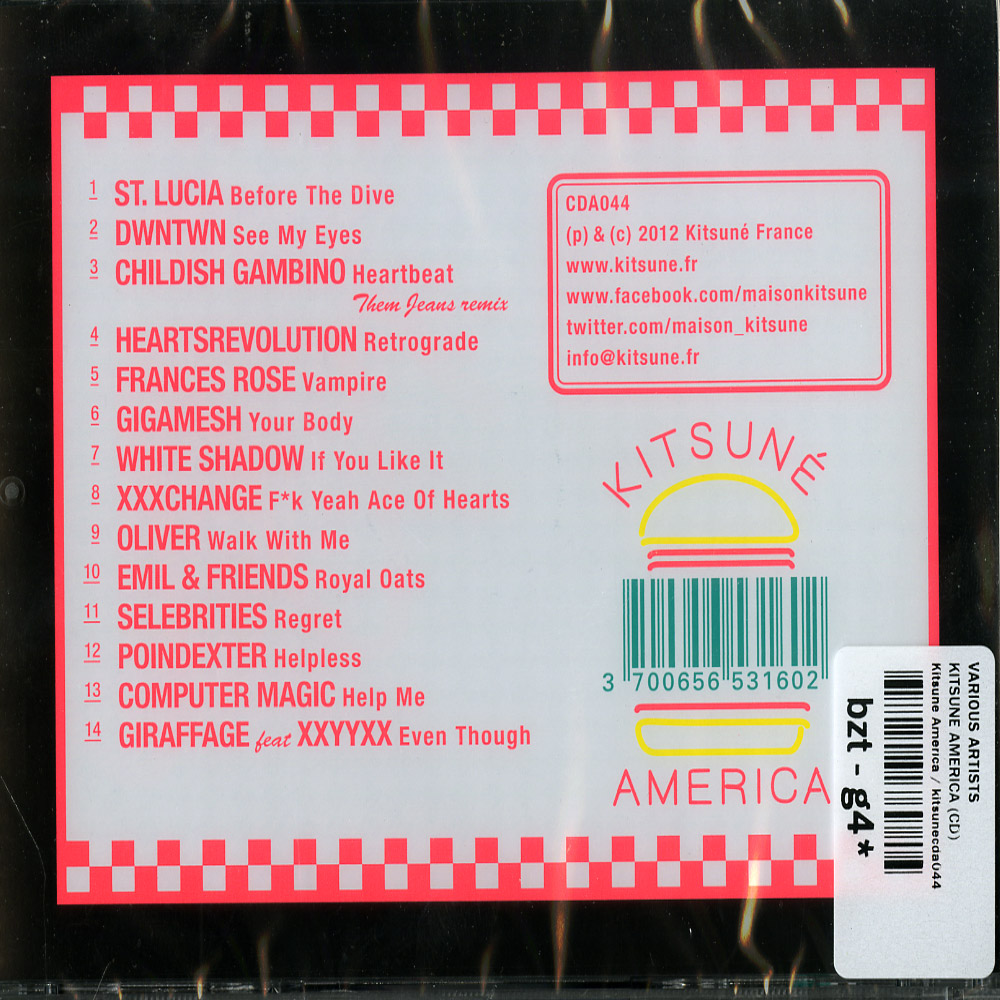 1 ST. LUCIA Before The Dive
2 DWNTWN See My Eyes
3 CHILDISH GAMBINO Heartbeat
Them Jeans remix
4 HEARTSREVOLUTION Retrograde
5 FRANCES ROSE Vampire
6 GIGAMESH Your Body
7 WHITE SHADOW If You Like It
8 XXXCHANGE F*k Yeah Ace Of Hearts
9 OLIVER Walk With Me
10 EMIL & FRIENDS Royal Oats
11 SELEBRITIES Regret
12 POINDEXTER Helpless
13 COMPUTER MAGIC Help Me
14 GIRAFFAGE feat XXYYXX Even Though
CDA044
(p) & (c) 2012 Kitsuné France
www.kitsune.fr
www.facebook.com/maisonkitsune
twitter.com/maison_kitsune
info@kitsune.fr
KITSUNÉ
3 700656 531602
AMERICA
VARIOUS ARTISTS
KITSUNE AMERICA (CD)
Kitsune America / kitsunecda044
bzt - g4*